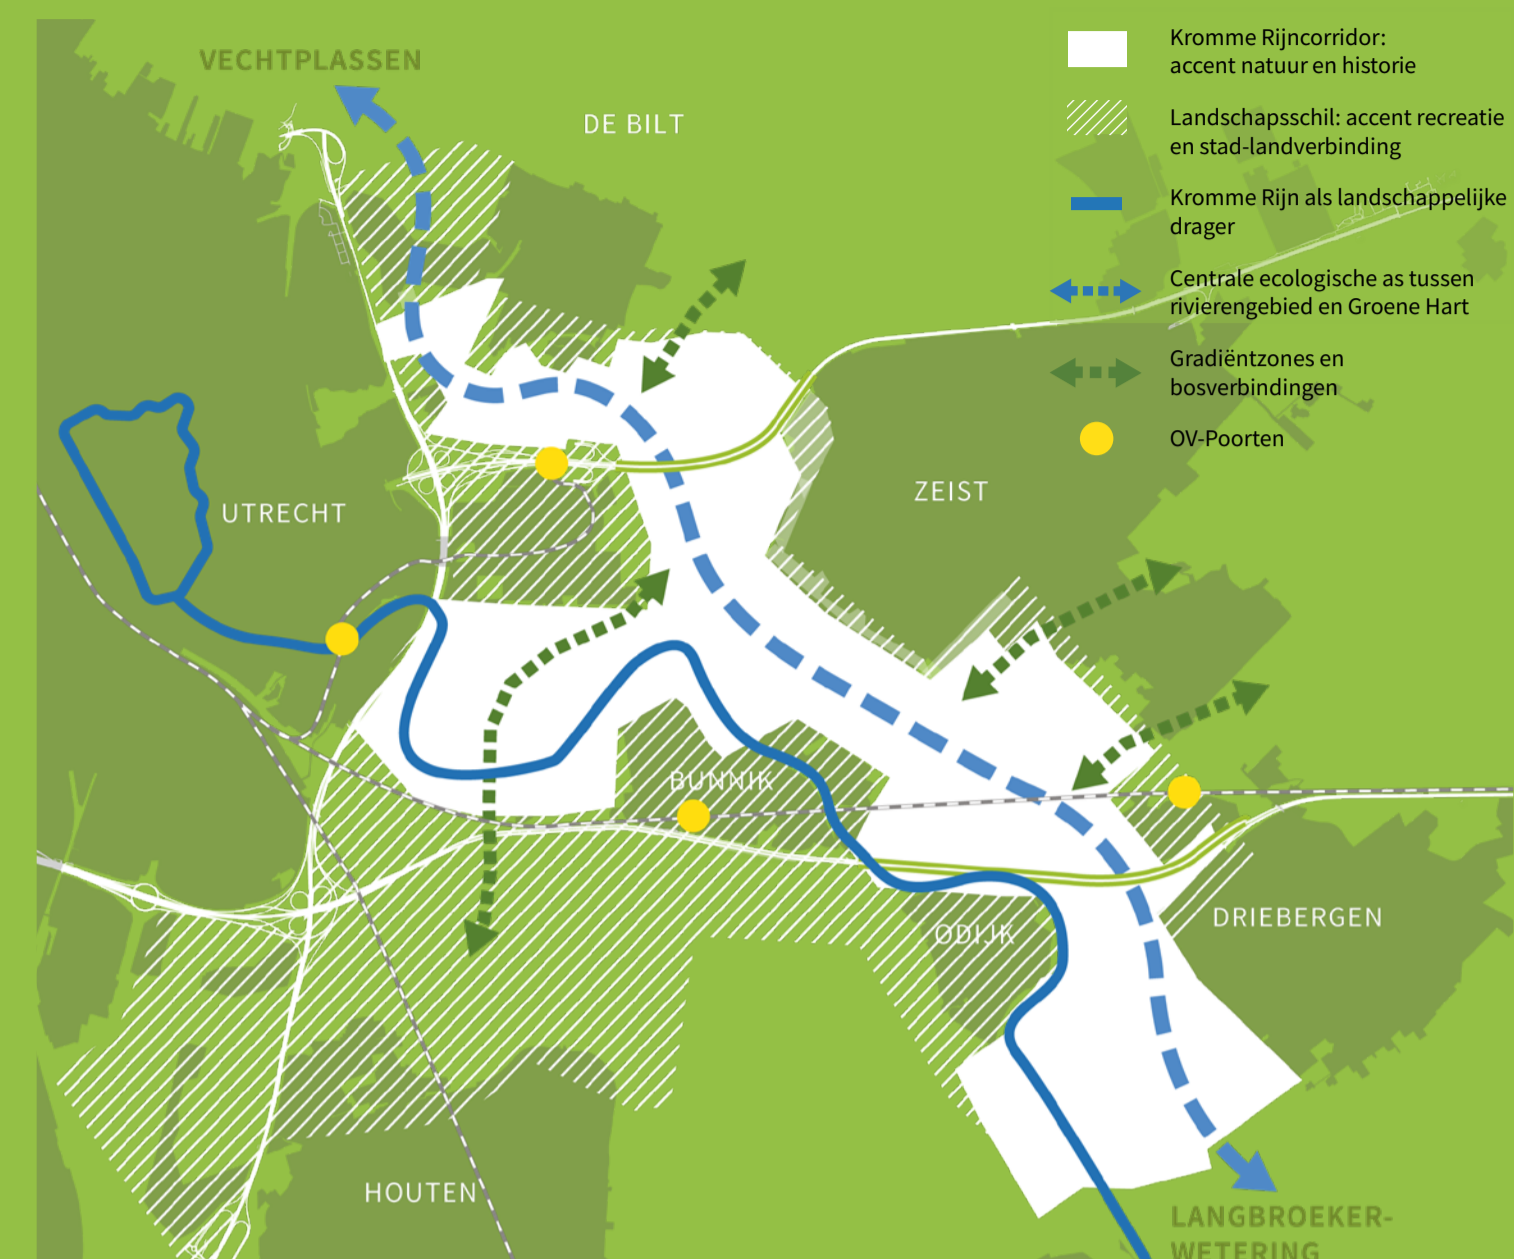 VECHTPLASSEN
DE BILT
UTRECHT
ZEIST
BUNNIK
ODIJK
DRIEBERGEN
HOUTEN
LANGBROEKER-
WETERING
Kromme Rijncorridor:
accent natuur en historie
Landschapsschil: accent recreatie
en stad-landverbinding
Kromme Rijn als landschappelijke
drager
Centrale ecologische as tussen
rivierengebied en Groene Hart
Gradiëntzones en
bosverbindingen
OV-Poorten